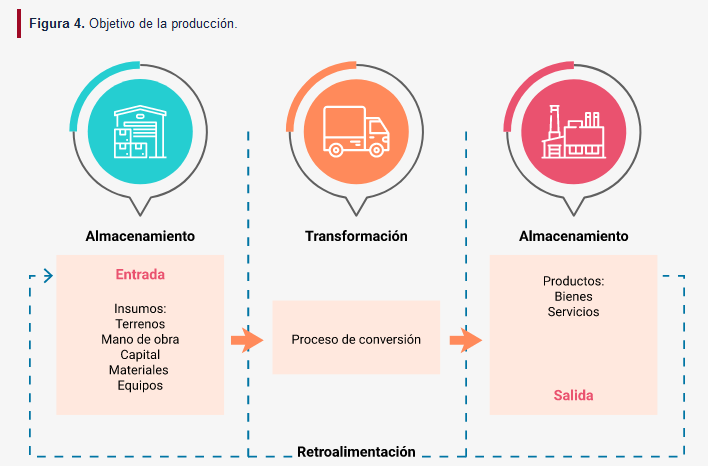 Figura 4. Objetivo de la producción.
Almacenamiento
Transformación
Almacenamiento
Entrada
Insumos:
Terrenos
Mano de obra
Capital
Materiales
Equipos
Proceso de conversión
Productos:
Bienes
Servicios
Salida
Retroalimentación